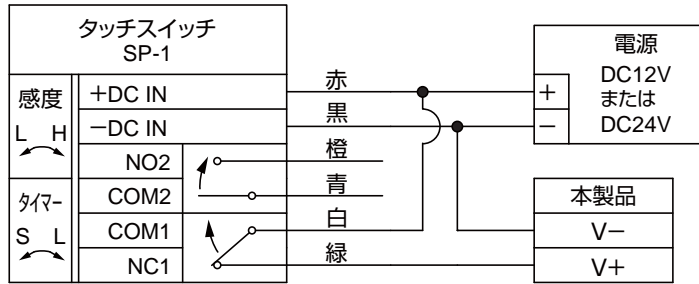 タッチスイッチ
SP-1
感度
L H
タイマー
S L
+DC IN
−DC IN
NO2
COM2
COM1
NC1
赤
黒
橙
青
白
緑
電源
DC12V
または
DC24V
+
−
本製品
V−
V+